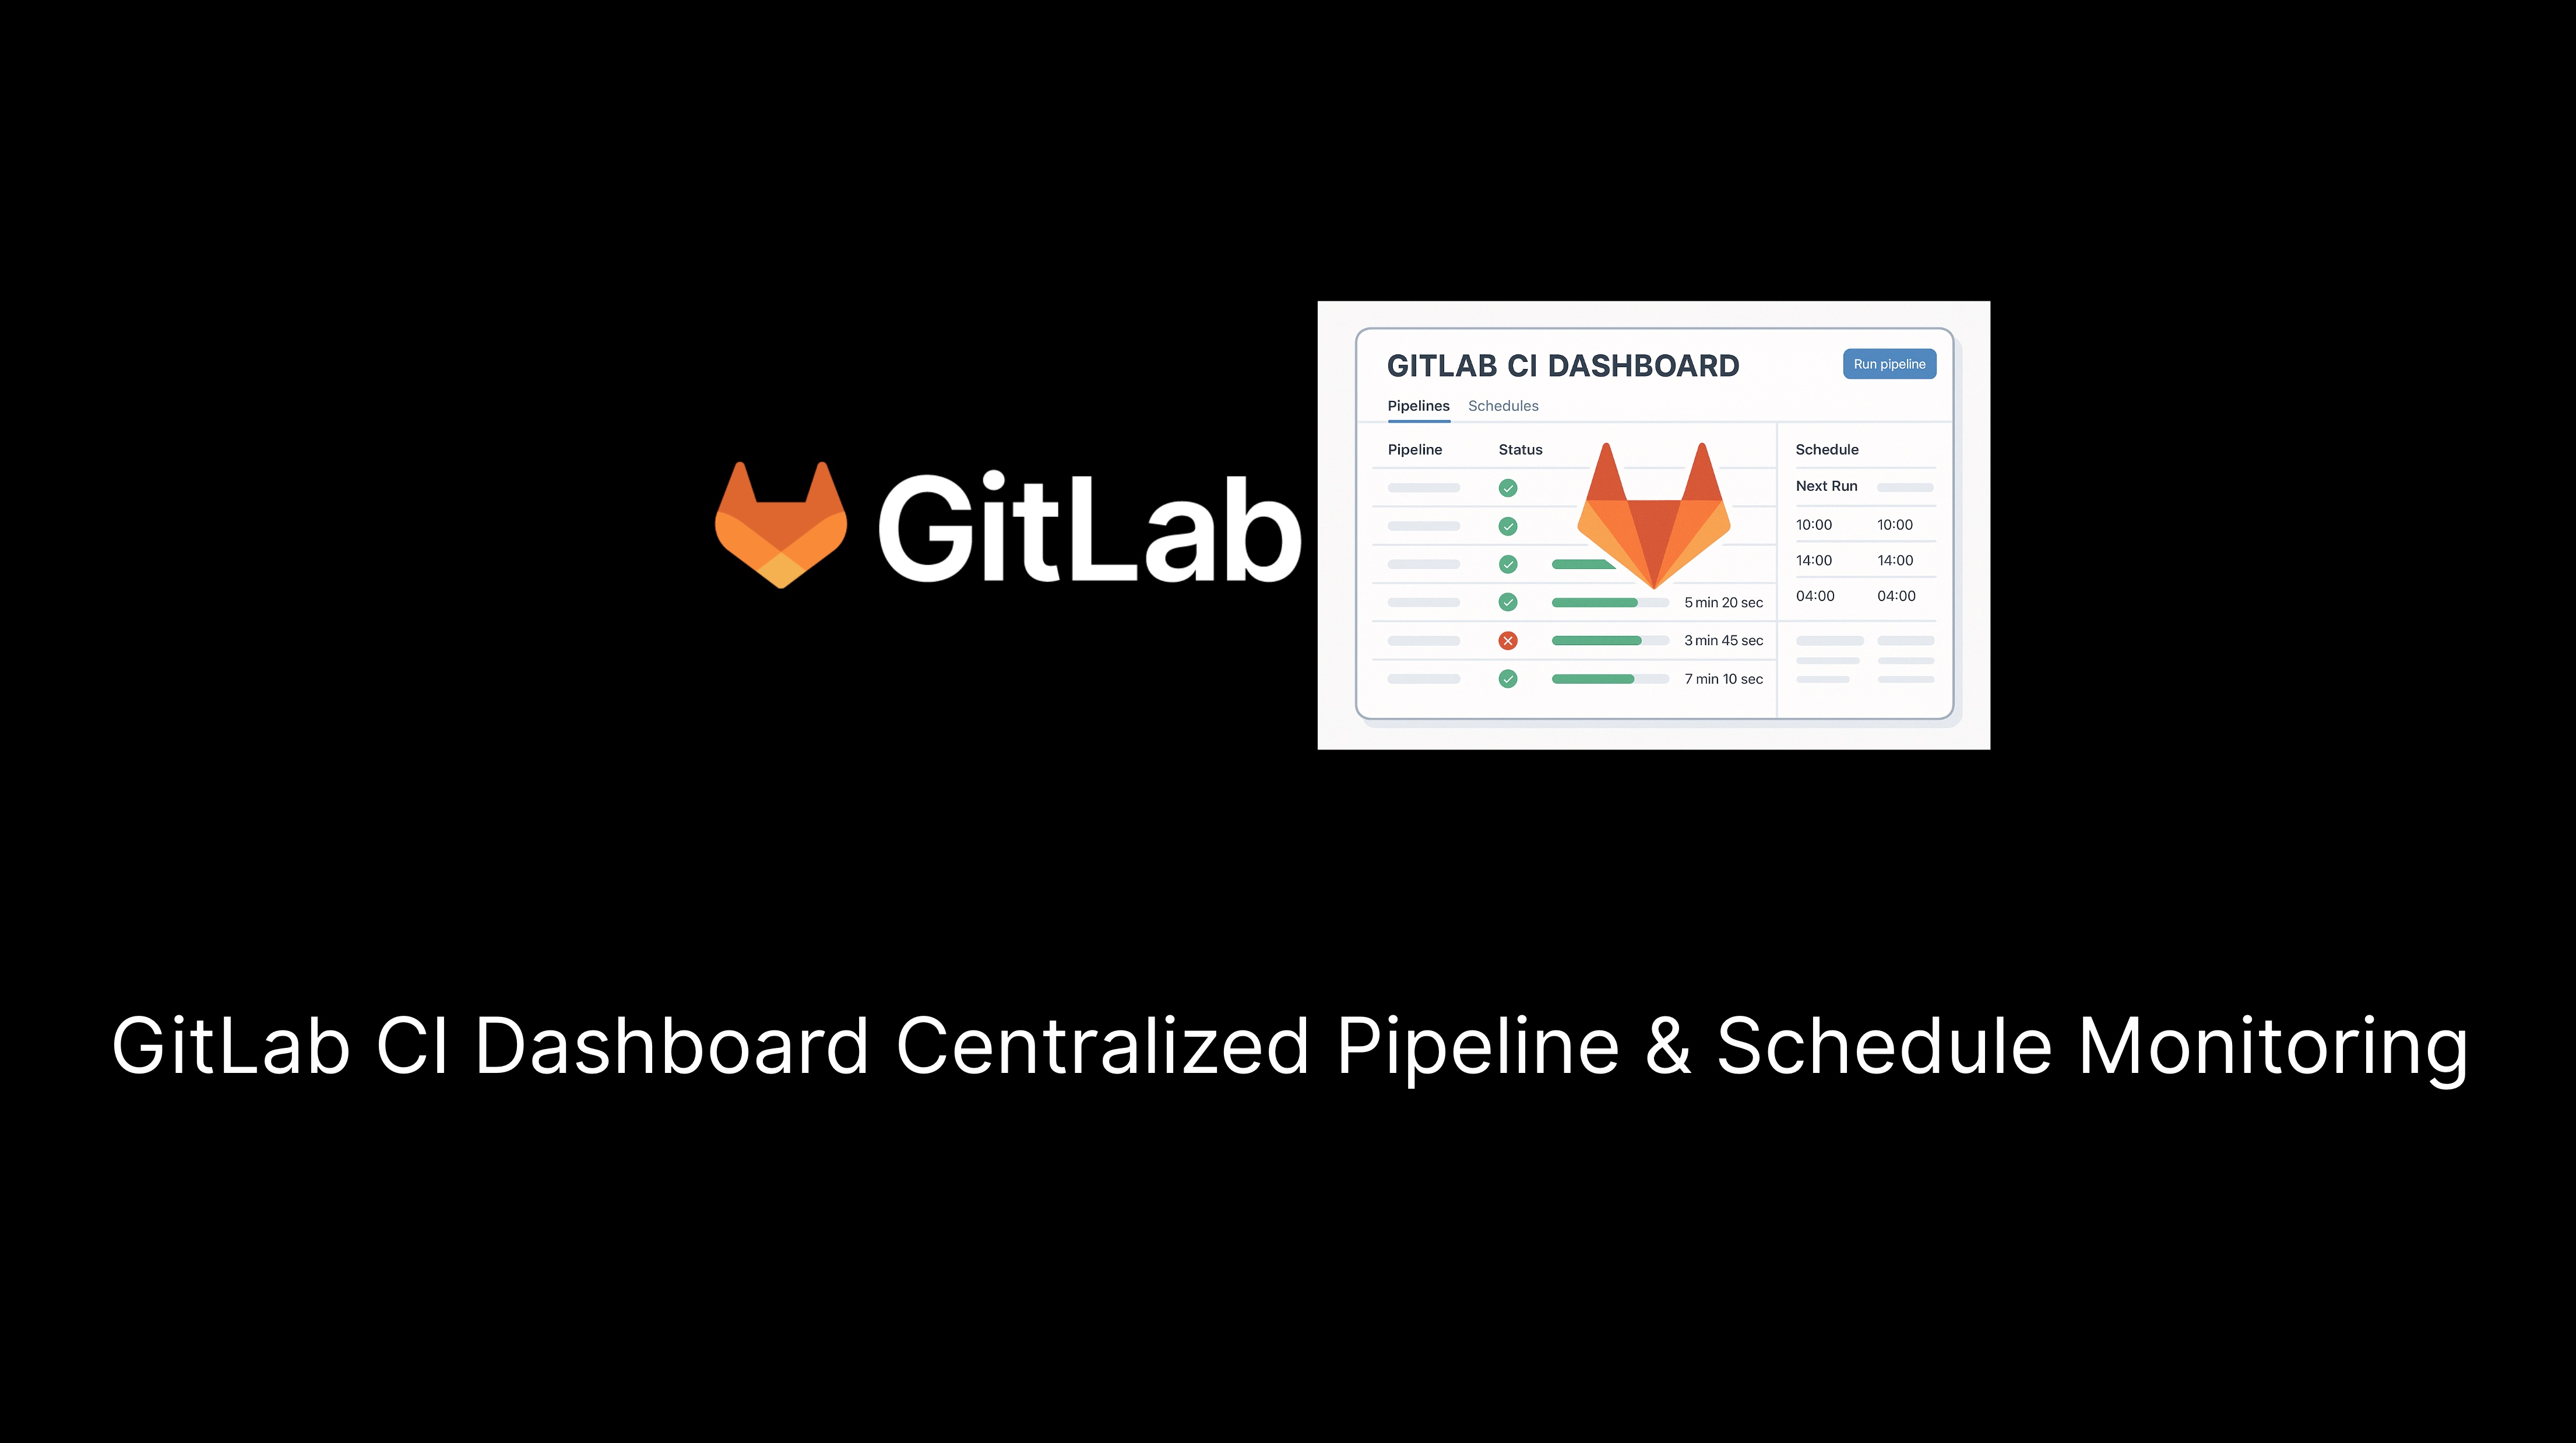 GitLab
GITLAB CI DASHBOARD
Run pipeline
Pipelines Schedules
Pipeline Status Schedule
Next Run
10:00 10:00
14:00 14:00
04:00 04:00
5 min 20 sec
3 min 45 sec
7 min 10 sec
GitLab CI Dashboard Centralized Pipeline & Schedule Monitoring